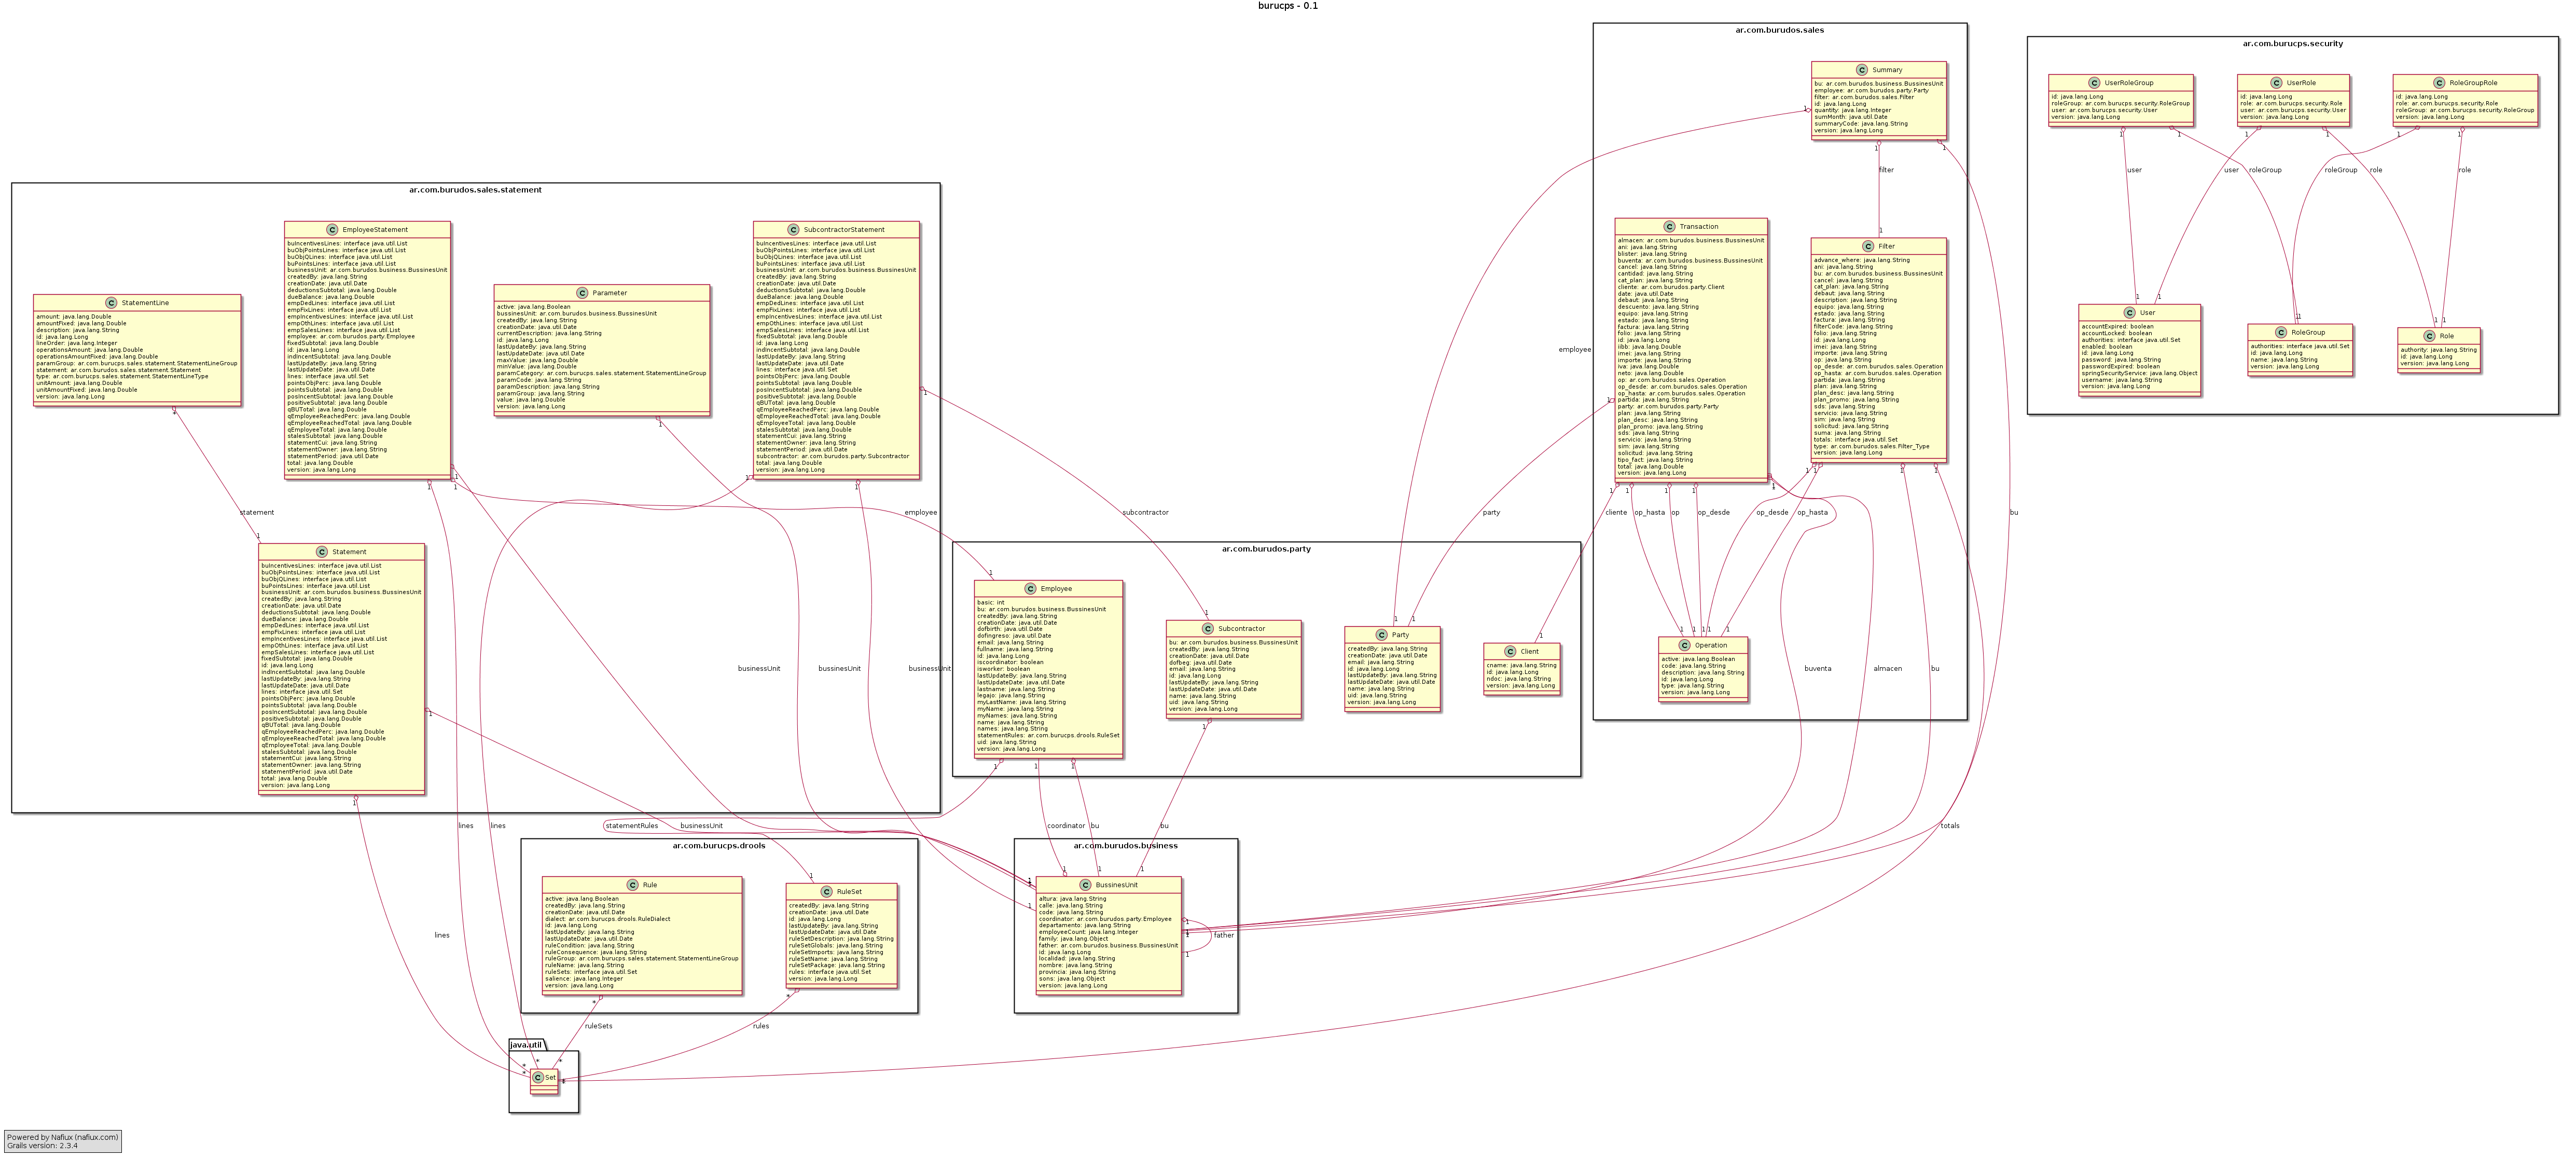 burucps - 0.1
ar.com.burudos.sales
Summary
bu: ar.com.burudos.business.BussinesUnit
employee: ar.com.burudos.party.Party
filter: ar.com.burudos.sales.Filter
id: java.lang.Long
quantity: java.lang.Integer
sumMonth: java.util.Date
summaryCode: java.lang.String
version: java.lang.Long
Transaction
almacen: ar.com.burudos.business.BussinesUnit
ani: java.lang.String
blister: java.lang.String
buventa: ar.com.burudos.business.BussinesUnit
cancel: java.lang.String
cantidad: java.lang.String
cat_plan: java.lang.String
cliente: ar.com.burudos.party.Client
date: java.util.Date
debaut: java.lang.String
descuento: java.lang.String
equipo: java.lang.String
estado: java.lang.String
factura: java.lang.String
folio: java.lang.String
id: java.lang.Long
iibb: java.lang.Double
imei: java.lang.String
importe: java.lang.String
iva: java.lang.Double
neto: java.lang.Double
op: ar.com.burudos.sales.Operation
op_desde: ar.com.burudos.sales.Operation
op_hasta: ar.com.burudos.sales.Operation
partida: java.lang.String
party: ar.com.burudos.party.Party
plan: java.lang.String
plan_desc: java.lang.String
plan_promo: java.lang.String
sds: java.lang.String
servicio: java.lang.String
sim: java.lang.String
solicitud: java.lang.String
tipo_fact: java.lang.String
total: java.lang.Double
version: java.lang.Long
Filter
advance_where: java.lang.String
ani: java.lang.String
bu: ar.com.burudos.business.BussinesUnit
cancel: java.lang.String
cat_plan: java.lang.String
debaut: java.lang.String
description: java.lang.String
equipo: java.lang.String
estado: java.lang.String
factura: java.lang.String
filterCode: java.lang.String
folio: java.lang.String
id: java.lang.Long
imei: java.lang.String
importe: java.lang.String
op: java.lang.String
op_desde: ar.com.burudos.sales.Operation
op_hasta: ar.com.burudos.sales.Operation
partida: java.lang.String
plan: java.lang.String
plan_desc: java.lang.String
plan_promo: java.lang.String
sds: java.lang.String
servicio: java.lang.String
sim: java.lang.String
solicitud: java.lang.String
suma: java.lang.String
totals: interface java.util.Set
type: ar.com.burudos.sales.Filter_Type
version: java.lang.Long
Operation
active: java.lang.Boolean
code: java.lang.String
description: java.lang.String
id: java.lang.Long
type: java.lang.String
version: java.lang.Long
ar.com.burucps.security
UserRoleGroup
id: java.lang.Long
roleGroup: ar.com.burucps.security.RoleGroup
user: ar.com.burucps.security.User
version: java.lang.Long
UserRole
id: java.lang.Long
role: ar.com.burucps.security.Role
user: ar.com.burucps.security.User
version: java.lang.Long
RoleGroupRole
id: java.lang.Long
role: ar.com.burucps.security.Role
roleGroup: ar.com.burucps.security.RoleGroup
version: java.lang.Long
user
user
roleGroup
roleGroup
role
role
User
accountExpired: boolean
accountLocked: boolean
authorities: interface java.util.Set
enabled: boolean
id: java.lang.Long
password: java.lang.String
passwordExpired: boolean
springSecurityService: java.lang.Object
username: java.lang.String
version: java.lang.Long
RoleGroup
authorities: interface java.util.Set
id: java.lang.Long
name: java.lang.String
version: java.lang.Long
Role
authority: java.lang.String
id: java.lang.Long
version: java.lang.Long
ar.com.burudos.sales.statement
StatementLine
amount: java.lang.Double
amountFixed: java.lang.Double
description: java.lang.String
id: java.lang.Long
lineOrder: java.lang.Integer
operationsAmount: java.lang.Double
operationsAmountFixed: java.lang.Double
paramGroup: ar.com.burucps.sales.statement.StatementLineGroup
statement: ar.com.burudos.sales.statement.Statement
type: ar.com.burucps.sales.statement.StatementLineType
unitAmount: java.lang.Double
unitAmountFixed: java.lang.Double
version: java.lang.Long
EmployeeStatement
buIncentivesLines: interface java.util.List
buObjPointsLines: interface java.util.List
buObjQLines: interface java.util.List
buPointsLines: interface java.util.List
businessUnit: ar.com.burudos.business.BussinesUnit
createdBy: java.lang.String
creationDate: java.util.Date
deductionsSubtotal: java.lang.Double
dueBalance: java.lang.Double
empDedLines: interface java.util.List
empFixLines: interface java.util.List
empIncentivesLines: interface java.util.List
empOthLines: interface java.util.List
empSalesLines: interface java.util.List
employee: ar.com.burudos.party.Employee
fixedSubtotal: java.lang.Double
id: java.lang.Long
indIncentSubtotal: java.lang.Double
lastUpdateBy: java.lang.String
lastUpdateDate: java.util.Date
lines: interface java.util.Set
pointsObjPerc: java.lang.Double
pointsSubtotal: java.lang.Double
posIncentSubtotal: java.lang.Double
positiveSubtotal: java.lang.Double
qBUTotal: java.lang.Double
qEmployeeReachedPerc: java.lang.Double
qEmployeeReachedTotal: java.lang.Double
qEmployeeTotal: java.lang.Double
stalesSubtotal: java.lang.Double
statementCui: java.lang.String
statementOwner: java.lang.String
statementPeriod: java.util.Date
total: java.lang.Double
version: java.lang.Long
Parameter
active: java.lang.Boolean
bussinesUnit: ar.com.burudos.business.BussinesUnit
createdBy: java.lang.String
creationDate: java.util.Date
currentDescription: java.lang.String
id: java.lang.Long
lastUpdateBy: java.lang.String
lastUpdateDate: java.util.Date
maxValue: java.lang.Double
minValue: java.lang.Double
paramCategory: ar.com.burucps.sales.statement.StatementLineGroup
paramCode: java.lang.String
paramDescription: java.lang.String
paramGroup: java.lang.String
value: java.lang.Double
version: java.lang.Long
SubcontractorStatement
buIncentivesLines: interface java.util.List
buObjPointsLines: interface java.util.List
buObjQLines: interface java.util.List
buPointsLines: interface java.util.List
businessUnit: ar.com.burudos.business.BussinesUnit
createdBy: java.lang.String
creationDate: java.util.Date
deductionsSubtotal: java.lang.Double
dueBalance: java.lang.Double
empDedLines: interface java.util.List
empFixLines: interface java.util.List
empIncentivesLines: interface java.util.List
empOthLines: interface java.util.List
empSalesLines: interface java.util.List
fixedSubtotal: java.lang.Double
id: java.lang.Long
indIncentSubtotal: java.lang.Double
lastUpdateBy: java.lang.String
lastUpdateDate: java.util.Date
lines: interface java.util.Set
pointsObjPerc: java.lang.Double
pointsSubtotal: java.lang.Double
posIncentSubtotal: java.lang.Double
positiveSubtotal: java.lang.Double
qBUTotal: java.lang.Double
qEmployeeReachedPerc: java.lang.Double
qEmployeeReachedTotal: java.lang.Double
qEmployeeTotal: java.lang.Double
stalesSubtotal: java.lang.Double
statementCui: java.lang.String
statementOwner: java.lang.String
statementPeriod: java.util.Date
subcontractor: ar.com.burudos.party.Subcontractor
total: java.lang.Double
version: java.lang.Long
Statement
buIncentivesLines: interface java.util.List
buObjPointsLines: interface java.util.List
buObjQLines: interface java.util.List
buPointsLines: interface java.util.List
businessUnit: ar.com.burudos.business.BussinesUnit
createdBy: java.lang.String
creationDate: java.util.Date
deductionsSubtotal: java.lang.Double
dueBalance: java.lang.Double
empDedLines: interface java.util.List
empFixLines: interface java.util.List
empIncentivesLines: interface java.util.List
empOthLines: interface java.util.List
empSalesLines: interface java.util.List
fixedSubtotal: java.lang.Double
id: java.lang.Long
indIncentSubtotal: java.lang.Double
lastUpdateBy: java.lang.String
lastUpdateDate: java.util.Date
lines: interface java.util.Set
pointsObjPerc: java.lang.Double
pointsSubtotal: java.lang.Double
posIncentSubtotal: java.lang.Double
positiveSubtotal: java.lang.Double
qBUTotal: java.lang.Double
qEmployeeReachedPerc: java.lang.Double
qEmployeeReachedTotal: java.lang.Double
qEmployeeTotal: java.lang.Double
stalesSubtotal: java.lang.Double
statementCui: java.lang.String
statementOwner: java.lang.String
statementPeriod: java.util.Date
total: java.lang.Double
version: java.lang.Long
filter
employee
statement
employee
subcontractor
party
cliente
op_hasta
op
op_desde
op_desde
op_hasta
bu
businessUnit
bussinesUnit
businessUnit
buventa
almacen
bu
ar.com.burudos.party
Employee
basic: int
bu: ar.com.burudos.business.BussinesUnit
createdBy: java.lang.String
creationDate: java.util.Date
dofbirth: java.util.Date
dofingreso: java.util.Date
email: java.lang.String
fullname: java.lang.String
id: java.lang.Long
iscoordinator: boolean
isworker: boolean
lastUpdateBy: java.lang.String
lastUpdateDate: java.util.Date
lastname: java.lang.String
legajo: java.lang.String
myLastName: java.lang.String
myName: java.lang.String
myNames: java.lang.String
name: java.lang.String
names: java.lang.String
statementRules: ar.com.burucps.drools.RuleSet
uid: java.lang.String
version: java.lang.Long
Subcontractor
bu: ar.com.burudos.business.BussinesUnit
createdBy: java.lang.String
creationDate: java.util.Date
dofbeg: java.util.Date
email: java.lang.String
id: java.lang.Long
lastUpdateBy: java.lang.String
lastUpdateDate: java.util.Date
name: java.lang.String
uid: java.lang.String
version: java.lang.Long
Party
createdBy: java.lang.String
creationDate: java.util.Date
email: java.lang.String
id: java.lang.Long
lastUpdateBy: java.lang.String
lastUpdateDate: java.util.Date
name: java.lang.String
uid: java.lang.String
version: java.lang.Long
Client
cname: java.lang.String
id: java.lang.Long
ndoc: java.lang.String
version: java.lang.Long
lines
lines
statementRules
businessUnit
coordinator
bu
bu
totals
ar.com.burucps.drools
Rule
active: java.lang.Boolean
createdBy: java.lang.String
creationDate: java.util.Date
dialect: ar.com.burucps.drools.RuleDialect
id: java.lang.Long
lastUpdateBy: java.lang.String
lastUpdateDate: java.util.Date
ruleCondition: java.lang.String
ruleConsequence: java.lang.String
ruleGroup: ar.com.burucps.sales.statement.StatementLineGroup
ruleName: java.lang.String
ruleSets: interface java.util.Set
salience: java.lang.Integer
version: java.lang.Long
RuleSet
createdBy: java.lang.String
creationDate: java.util.Date
id: java.lang.Long
lastUpdateBy: java.lang.String
lastUpdateDate: java.util.Date
ruleSetDescription: java.lang.String
ruleSetGlobals: java.lang.String
ruleSetImports: java.lang.String
ruleSetName: java.lang.String
ruleSetPackage: java.lang.String
rules: interface java.util.Set
version: java.lang.Long
ar.com.burudos.business
BussinesUnit
altura: java.lang.String
calle: java.lang.String
code: java.lang.String
coordinator: ar.com.burudos.party.Employee
departamento: java.lang.String
employeeCount: java.lang.Integer
family: java.lang.Object
father: ar.com.burudos.business.BussinesUnit
id: java.lang.Long
localidad: java.lang.String
nombre: java.lang.String
provincia: java.lang.String
sons: java.lang.Object
version: java.lang.Long
father
lines
ruleSets
rules
java.util
Set
Powered by Nafiux (nafiux.com)
Grails version: 2.3.4